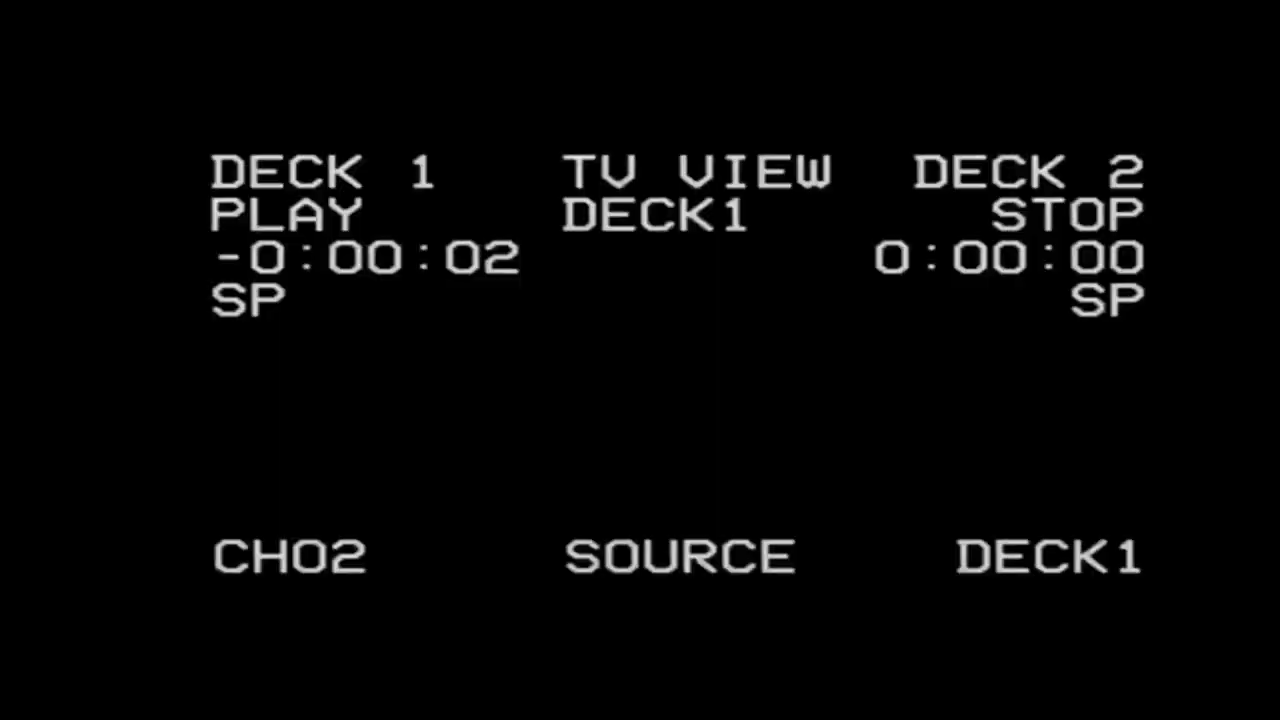 DECK 1 TV VIEW DECK 2
PLAY DECK1 STOP
-0:00:02 0:00:00
SP SP
CH02 SOURCE DECK1